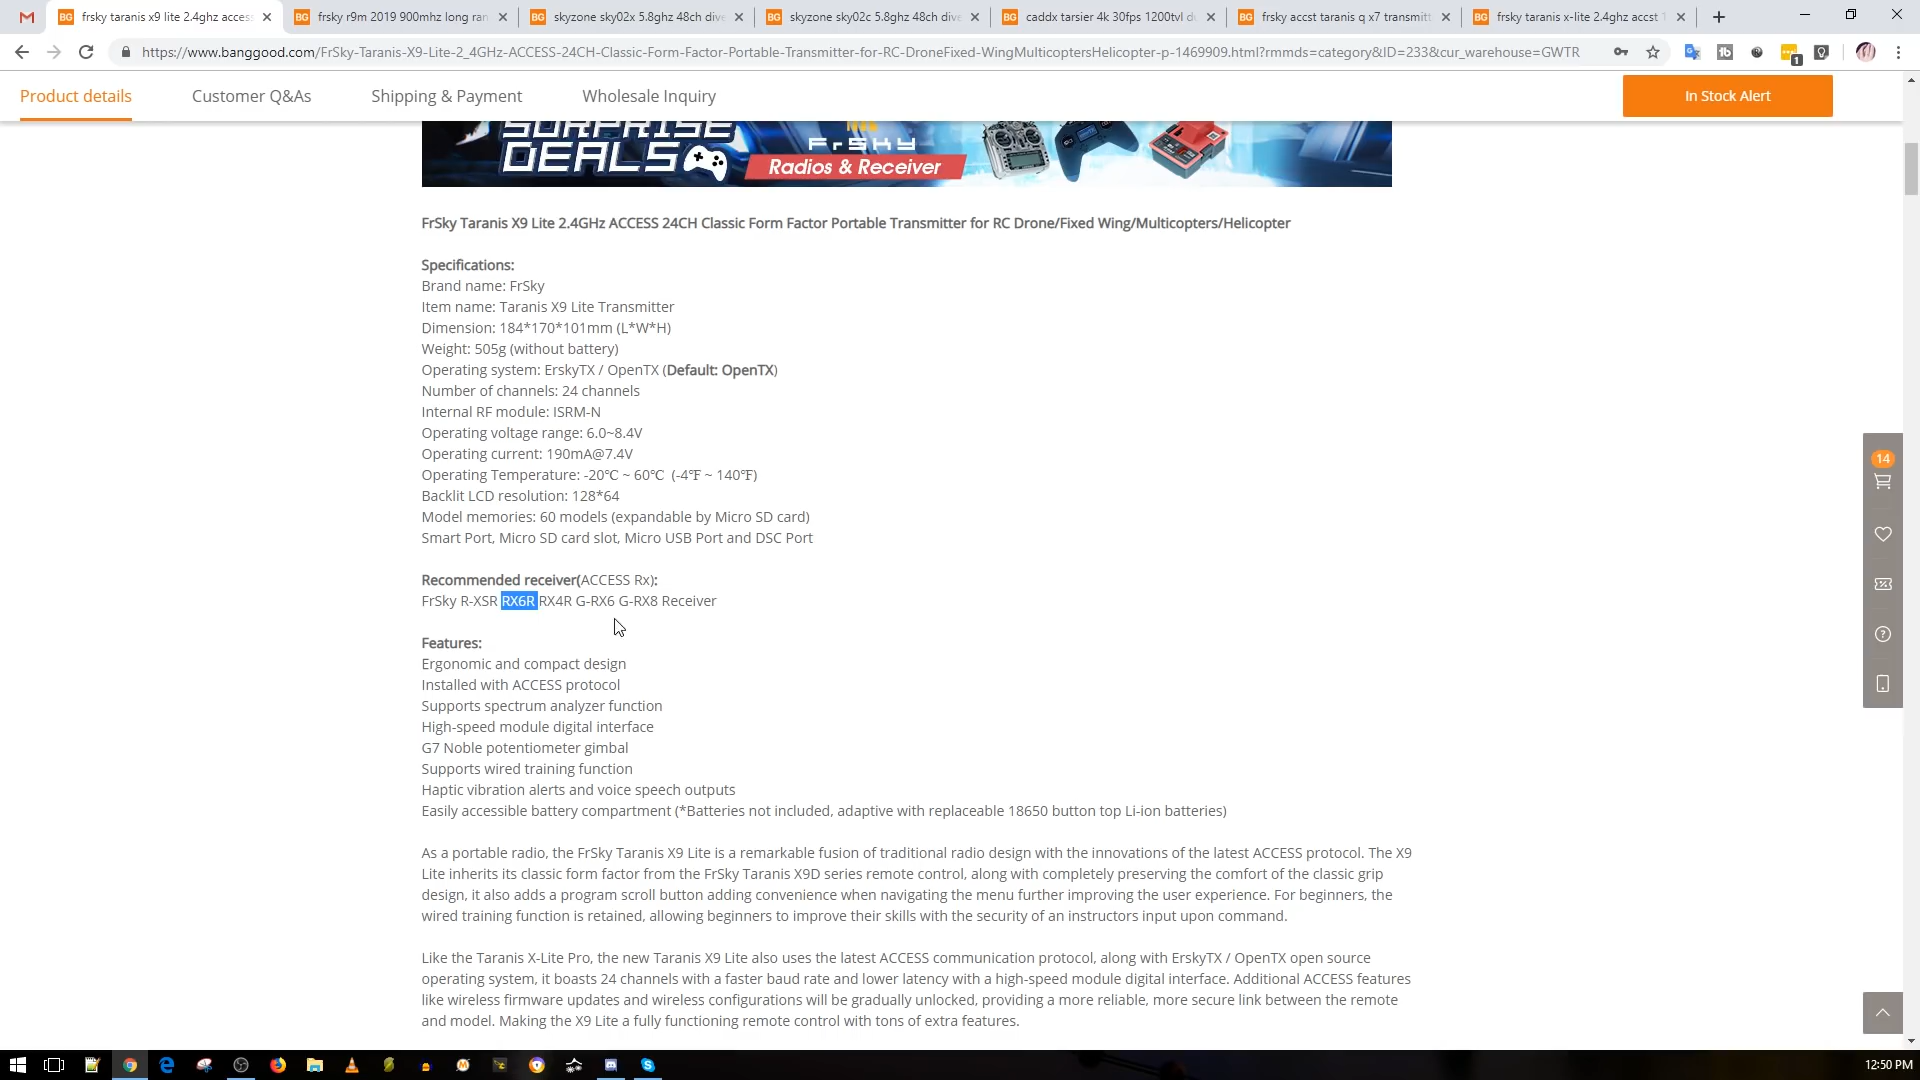 frsky taranis x9 lite 2.4ghz acces
frsky r9m 2019 900mhz long ran
skyzone sky02x 5.8ghz 48ch dive
skyzone sky02c 5.8ghz 48ch dive
caddx tarsier 4k 30fps 1200tvl du
frsky accst taranis q x7 transmitt
frsky taranis x-lite 2.4ghz accst 1
https://www.banggood.com/FrSky-Taranis-X9-Lite-2_4GHz-ACCESS-24CH-Classic-Form-Factor-Portable-Transmitter-for-RC-DroneFixed-WingMulticoptersHelicopter-p-1469909.html?rmmds=category&ID=233&cur_warehouse=GWTR
Product details
Customer Q&As
Shipping & Payment
Wholesale Inquiry
In Stock Alert
SURPRISE
DEALS
FrSKY
Radios & Receiver
FrSky Taranis X9 Lite 2.4GHz ACCESS 24CH Classic Form Factor Portable Transmitter for RC Drone/Fixed Wing/Multicopters/Helicopter
Specifications:
Brand name: FrSky
Item name: Taranis X9 Lite Transmitter
Dimension: 184*170*101mm (L*W*H)
Weight: 505g (without battery)
Operating system: ErskyTX / OpenTX (Default: OpenTX)
Number of channels: 24 channels
Internal RF module: ISRM-N
Operating voltage range: 6.0~8.4V
Operating current: 190mA@7.4V
Operating Temperature: -20℃ ~ 60℃ (-4℉ ~ 140℉)
Backlit LCD resolution: 128*64
Model memories: 60 models (expandable by Micro SD card)
Smart Port, Micro SD card slot, Micro USB Port and DSC Port
Recommended receiver(ACCESS Rx):
FrSky R-XSR RX6R RX4R G-RX6 G-RX8 Receiver
Features:
Ergonomic and compact design
Installed with ACCESS protocol
Supports spectrum analyzer function
High-speed module digital interface
G7 Noble potentiometer gimbal
Supports wired training function
Haptic vibration alerts and voice speech outputs
Easily accessible battery compartment (*Batteries not included, adaptive with replaceable 18650 button top Li-ion batteries)
As a portable radio, the FrSky Taranis X9 Lite is a remarkable fusion of traditional radio design with the innovations of the latest ACCESS protocol. The X9
Lite inherits its classic form factor from the FrSky Taranis X9D series remote control, along with completely preserving the comfort of the classic grip
design, it also adds a program scroll button adding convenience when navigating the menu further improving the user experience. For beginners, the
wired training function is retained, allowing beginners to improve their skills with the security of an instructors input upon command.
Like the Taranis X-Lite Pro, the new Taranis X9 Lite also uses the latest ACCESS communication protocol, along with ErskyTX / OpenTX open source
operating system, it boasts 24 channels with a faster baud rate and lower latency with a high-speed module digital interface. Additional ACCESS features
like wireless firmware updates and wireless configurations will be gradually unlocked, providing a more reliable, more secure link between the remote
and model. Making the X9 Lite a fully functioning remote control with tons of extra features.
14
12:50 PM